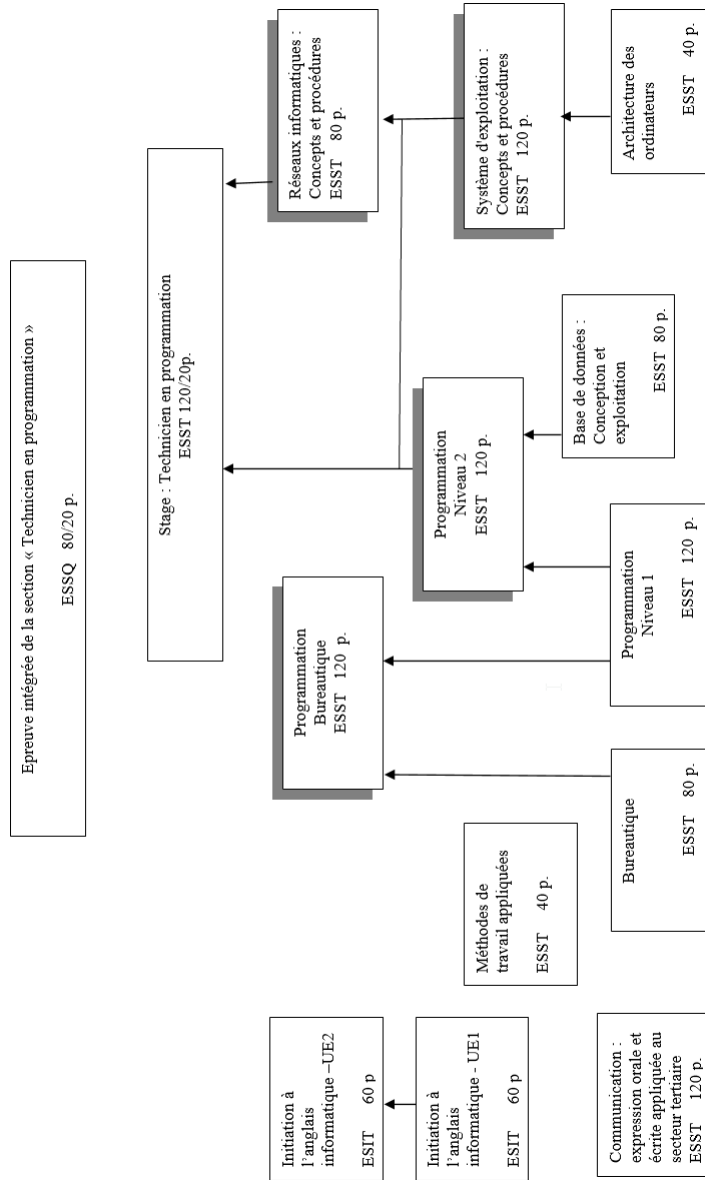 Epreuve intégrée de la section « Technicien en programmation »
ESSQ 80/20 p.
Stage : Technicien en programmation
ESST 120/20p.
Initiation à
l'anglais
informatique –UE2
ESIT 60 p
Programmation
Bureautique
ESST 120 p.
Réseaux informatiques :
Concepts et procédures
ESST 80 p.
Initiation à
l'anglais
informatique - UE1
ESIT 60 p
Méthodes de
travail appliquées
ESST 40 p.
Programmation
Niveau 2
ESST 120 p.
Système d'exploitation :
Concepts et procédures
ESST 120 p.
Base de données :
Conception et
exploitation
ESST 80 p.
Communication :
expression orale et
écrite appliquée au
secteur tertiaire
ESST 120 p.
Bureautique
ESST 80 p.
Programmation
Niveau 1
ESST 120 p.
Architecture des
ordinateurs
ESST 40 p.